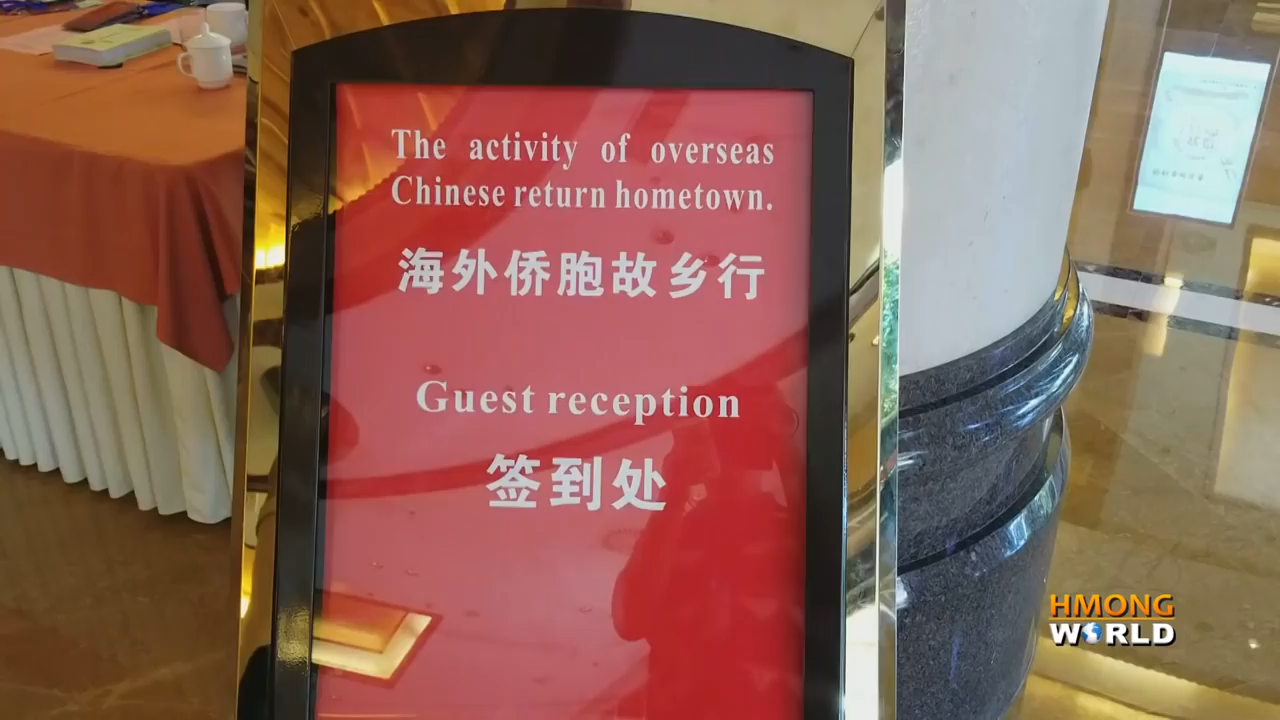 The activity of overseas
Chinese return hometown.
海外侨胞故乡行
Guest reception
签到处
HMONG
WORLD